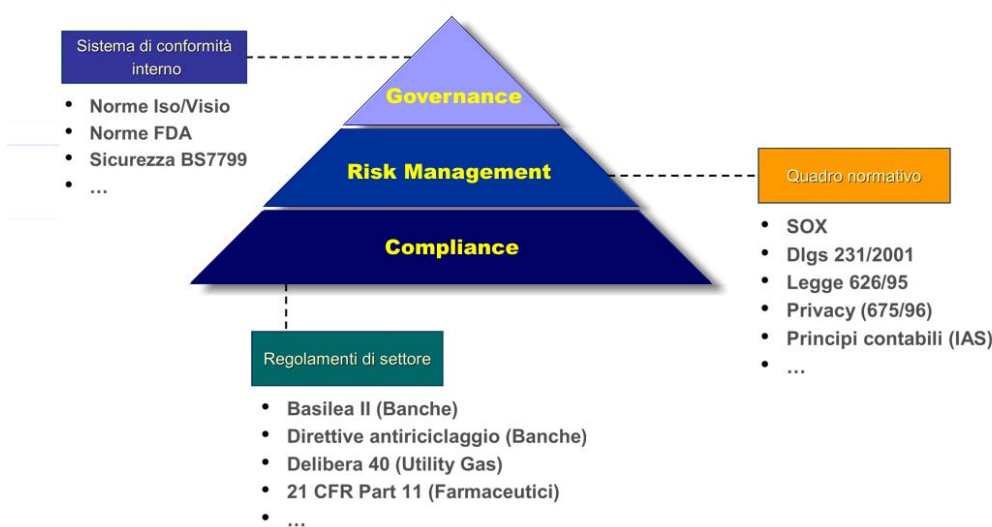 Sistema di conformità
interno
• Norme Iso/Visio
• Norme FDA
• Sicurezza BS7799
• ...
Governance
Risk Management
Compliance
Quadro normativo
• SOX
• Dlgs 231/2001
• Legge 626/95
• Privacy (675/96)
• Principi contabili (IAS)
• ...
Regolamenti di settore
• Basilea II (Banche)
• Direttive antiriciclaggio (Banche)
• Delibera 40 (Utility Gas)
• 21 CFR Part 11 (Farmaceutici)
• ...